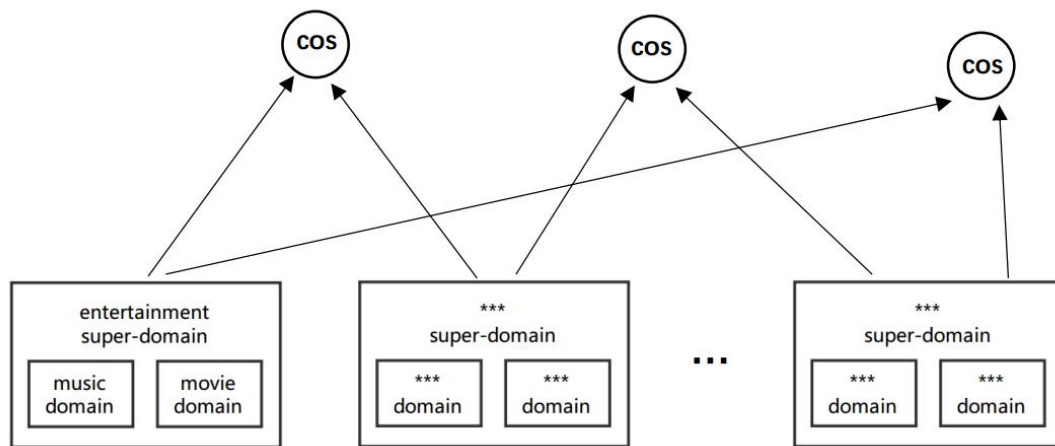 COS
COS
COS
entertainment
super-domain
music
domain
movie
domain
***
super-domain
***
domain
***
domain
...
***
super-domain
***
domain
***
domain